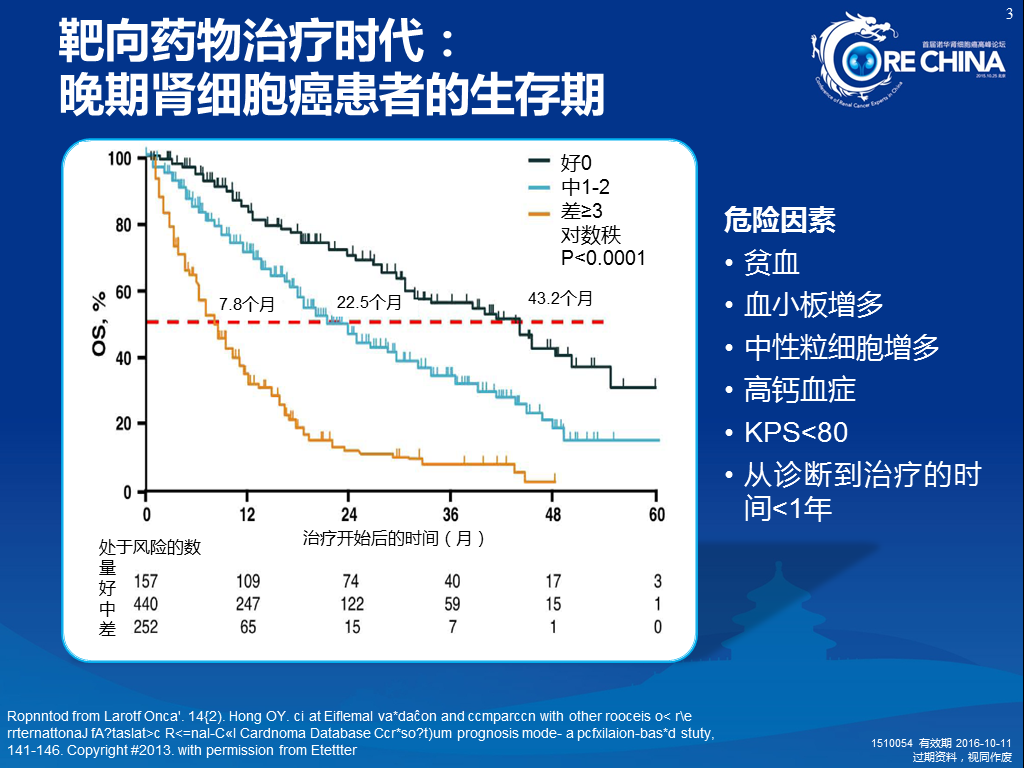 3
靶向药物治疗时代：
晚期肾细胞癌患者的生存期
首届诺华肾细胞癌高峰论坛
CORE CHINA
2015.10.25 北京
Conference of Renal Cancer Experts in China
100
80
60
40
20
0
OS, %
好0
中1-2
差≥3
对数秩
P<0.0001
7.8个月
22.5个月
43.2个月
0 12 24 36 48 60
治疗开始后的时间（月）
处于风险的数
量
好 157 109 74 40 17 3
中 440 247 122 59 15 1
差 252 65 15 7 1 0
危险因素
• 贫血
• 血小板增多
• 中性粒细胞增多
• 高钙血症
• KPS<80
• 从诊断到治疗的时
间<1年
Ropnntod from Larotf Onca'. 14{2). Hong OY. ci at Eiflemal va*daĉon and ccmparccn with other rooceis o< r\e
rrternattonaJ fA?taslat>c R<=nal-C«l Cardnoma Database Ccr*so?t)um prognosis mode- a pcfxilaion-bas*d stuty,
141-146. Copyright #2013. with permission from Etettter
1510054 有效期 2016-10-11
过期资料，视同作废